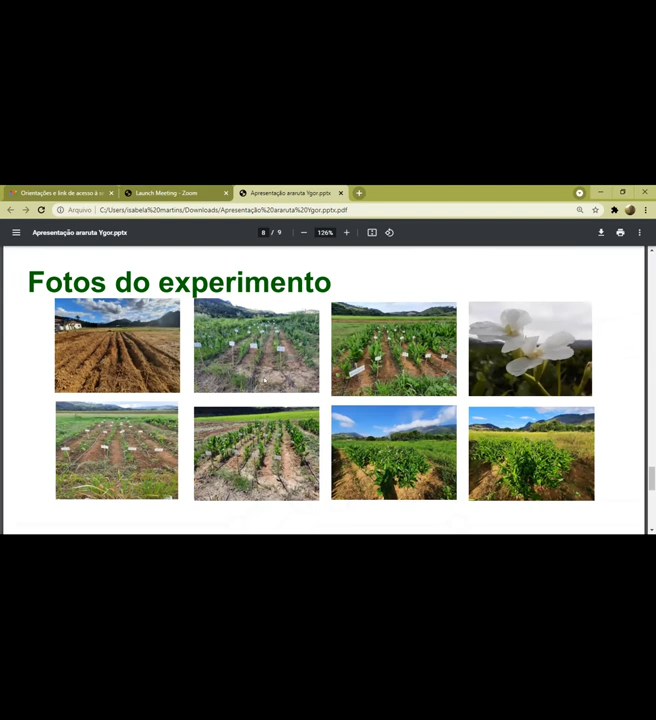 Orientações e link de acesso à s
Launch Meeting - Zoom
Apresentação araruta Ygor.pptx
Arquivo
C:/Users/isabela%20martins/Downloads/Apresentação%20araruta%20Ygor.pptx.pdf
Apresentação araruta Ygor.pptx
8 / 9
126%
Fotos do experimento